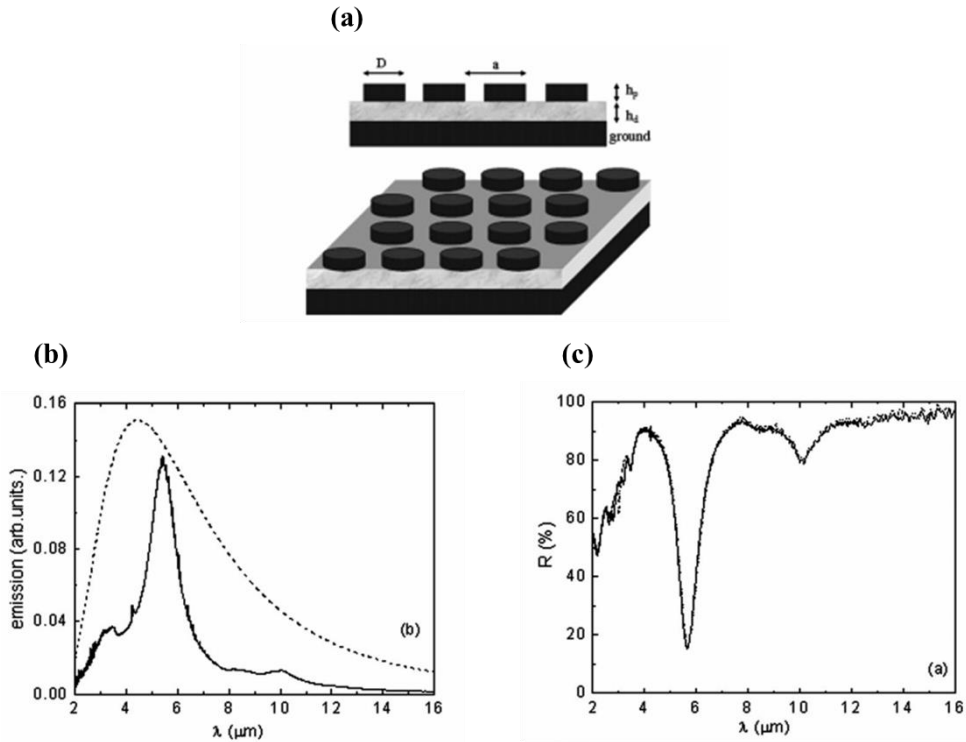 (a)
D
a
hp
hd
ground
(b)
(c)
0.16
0.12
0.08
0.04
0.00
emission (arb.units.)
2 4 6 8 10 12 14 16
λ (μm)
(b)
100
80
60
40
20
0
R (%)
2 4 6 8 10 12 14 16
λ (μm)
(a)